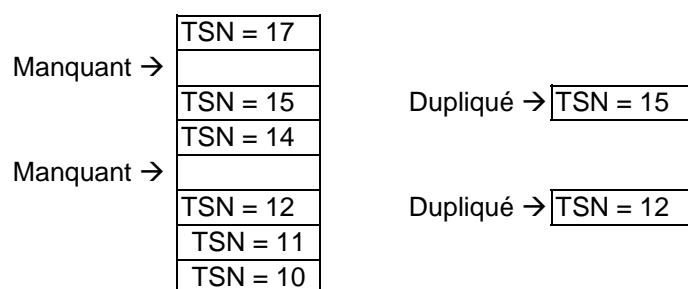 TSN = 17
Manquant →
TSN = 15
Dupliqué → TSN = 15
TSN = 14
Manquant →
TSN = 12
Dupliqué → TSN = 12
TSN = 11
TSN = 10